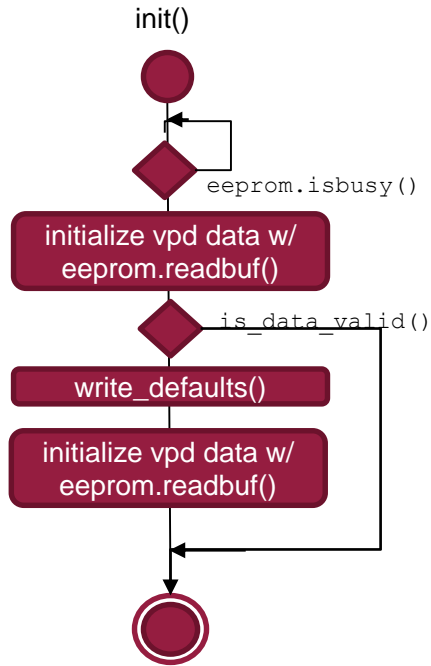 init()
eeprom.isbusy()
initialize vpd data w/
eeprom.readbuf()
is_data_valid()
write_defaults()
initialize vpd data w/
eeprom.readbuf()